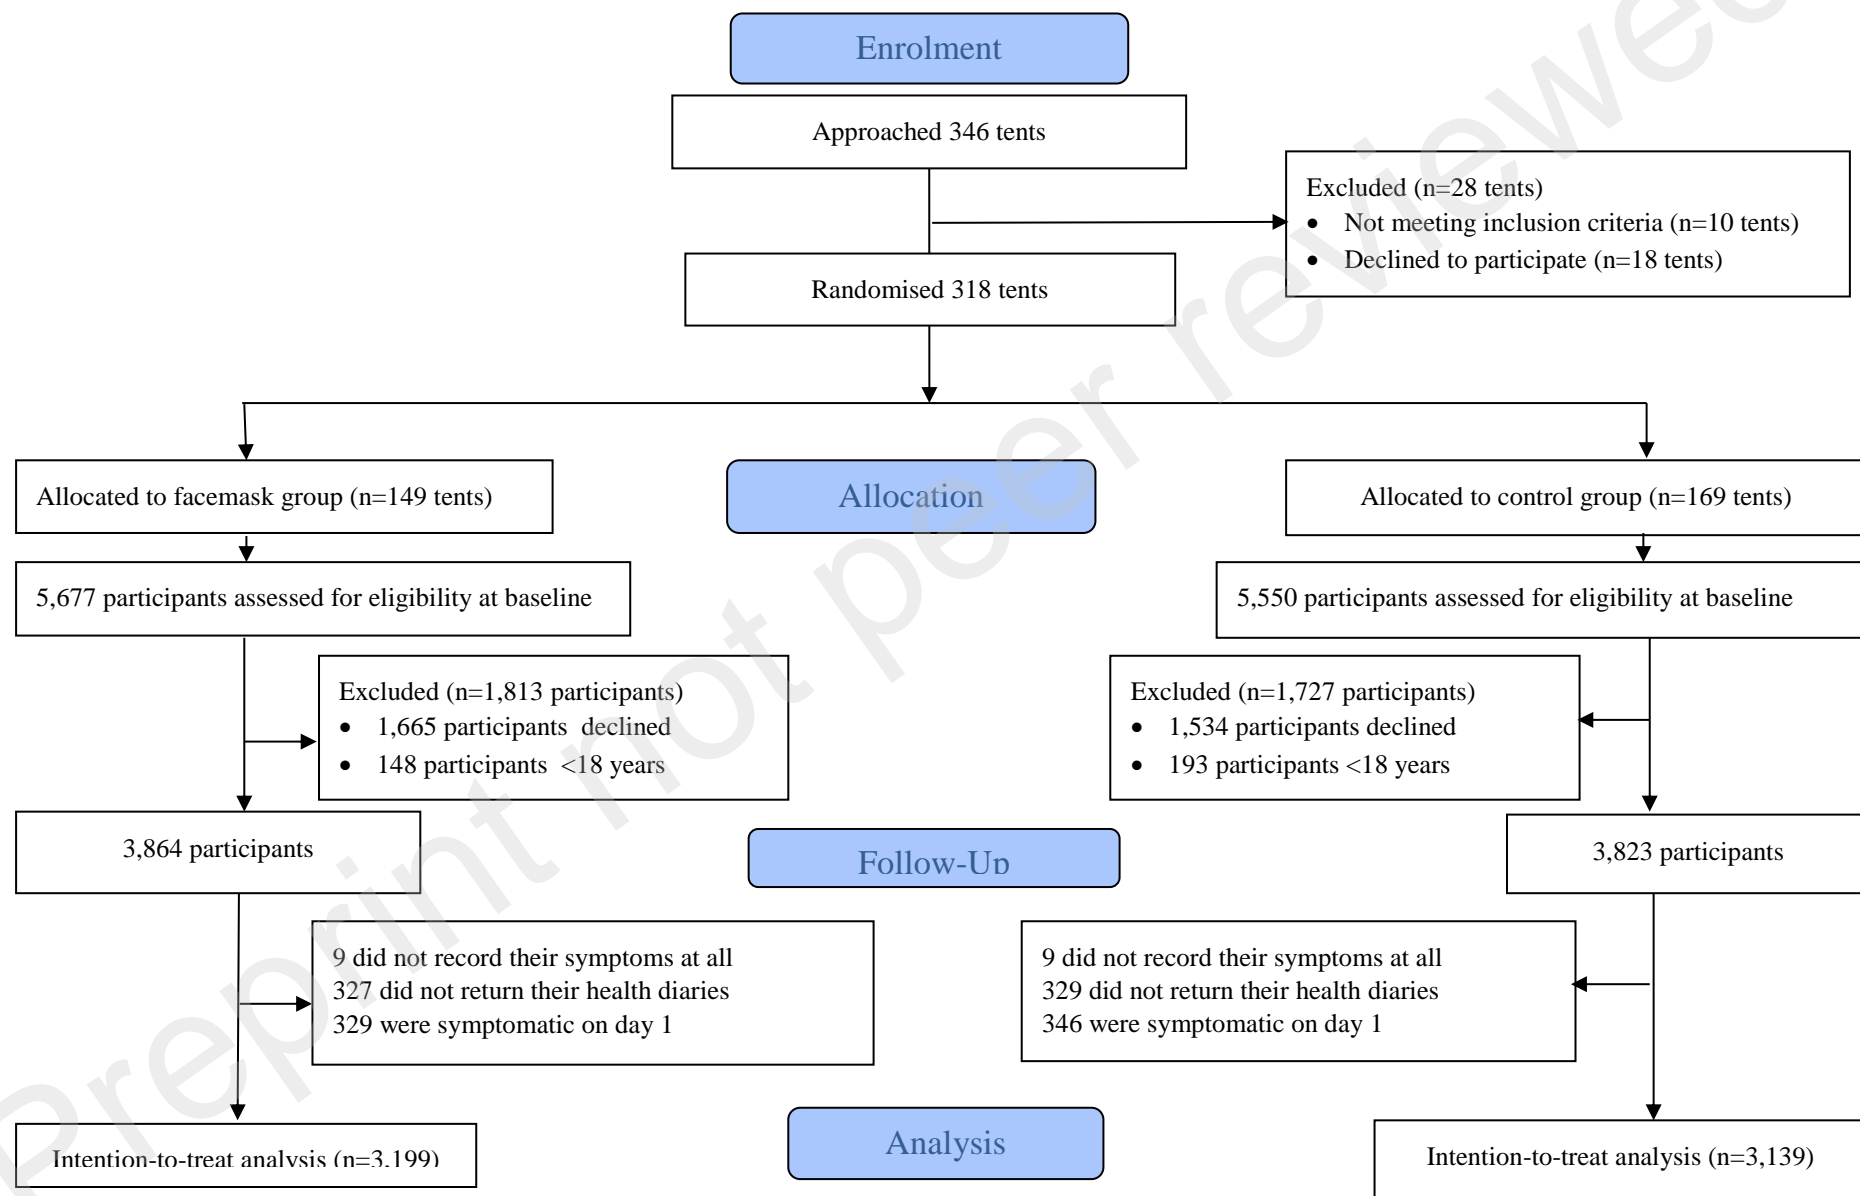 Enrolment
Approached 346 tents
Excluded (n=28 tents)
• Not meeting inclusion criteria (n=10 tents)
• Declined to participate (n=18 tents)
Randomised 318 tents
Allocated to facemask group (n=149 tents)
Allocation
Allocated to control group (n=169 tents)
5,677 participants assessed for eligibility at baseline
5,550 participants assessed for eligibility at baseline
Excluded (n=1,813 participants)
• 1,665 participants declined
• 148 participants <18 years
Excluded (n=1,727 participants)
• 1,534 participants declined
• 193 participants <18 years
3,864 participants
Follow-Up
3,823 participants
9 did not record their symptoms at all
327 did not return their health diaries
329 were symptomatic on day 1
9 did not record their symptoms at all
329 did not return their health diaries
346 were symptomatic on day 1
Intention-to-treat analysis (n=3,199)
Analysis
Intention-to-treat analysis (n=3,139)
Preprint not peer reviewed